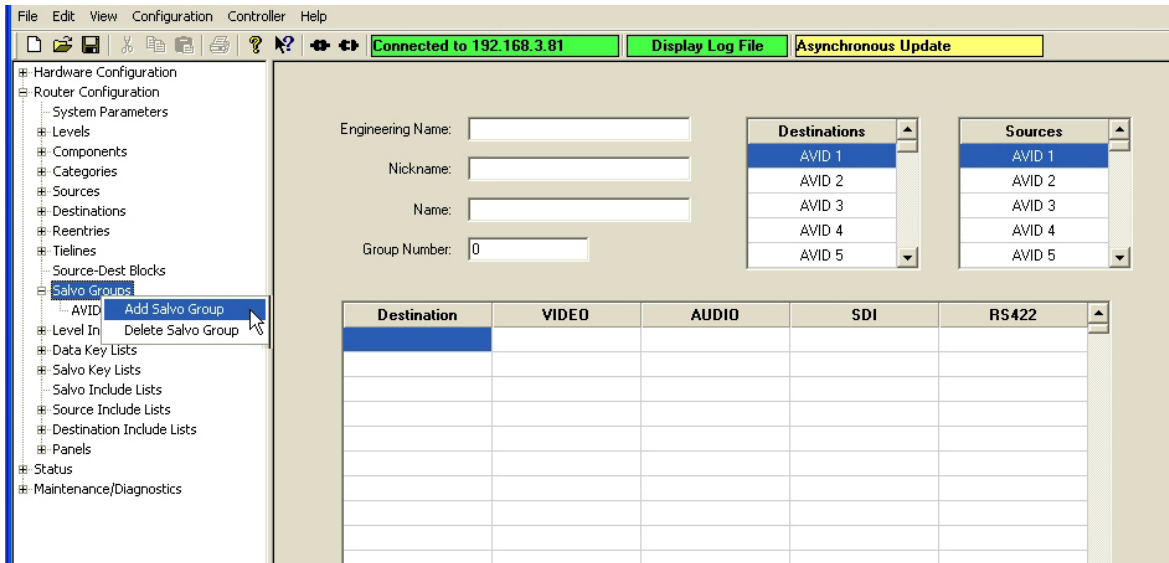 File Edit View Configuration Controller Help
Connected to 192.168.3.81 Display Log File Asynchronous Update
Hardware Configuration
Router Configuration
System Parameters
Levels
Components
Categories
Sources
Destinations
Reentries
Tielines
Source-Dest Blocks
Salvo Groups
AVID
Add Salvo Group
Delete Salvo Group
Level In
Data Key Lists
Salvo Key Lists
Salvo Include Lists
Source Include Lists
Destination Include Lists
Panels
Status
Maintenance/Diagnostics
Engineering Name:
Nickname:
Name:
Group Number: 0
Destinations
AVID 1
AVID 2
AVID 3
AVID 4
AVID 5
Sources
AVID 1
AVID 2
AVID 3
AVID 4
AVID 5
Destination VIDEO AUDIO SDI RS422